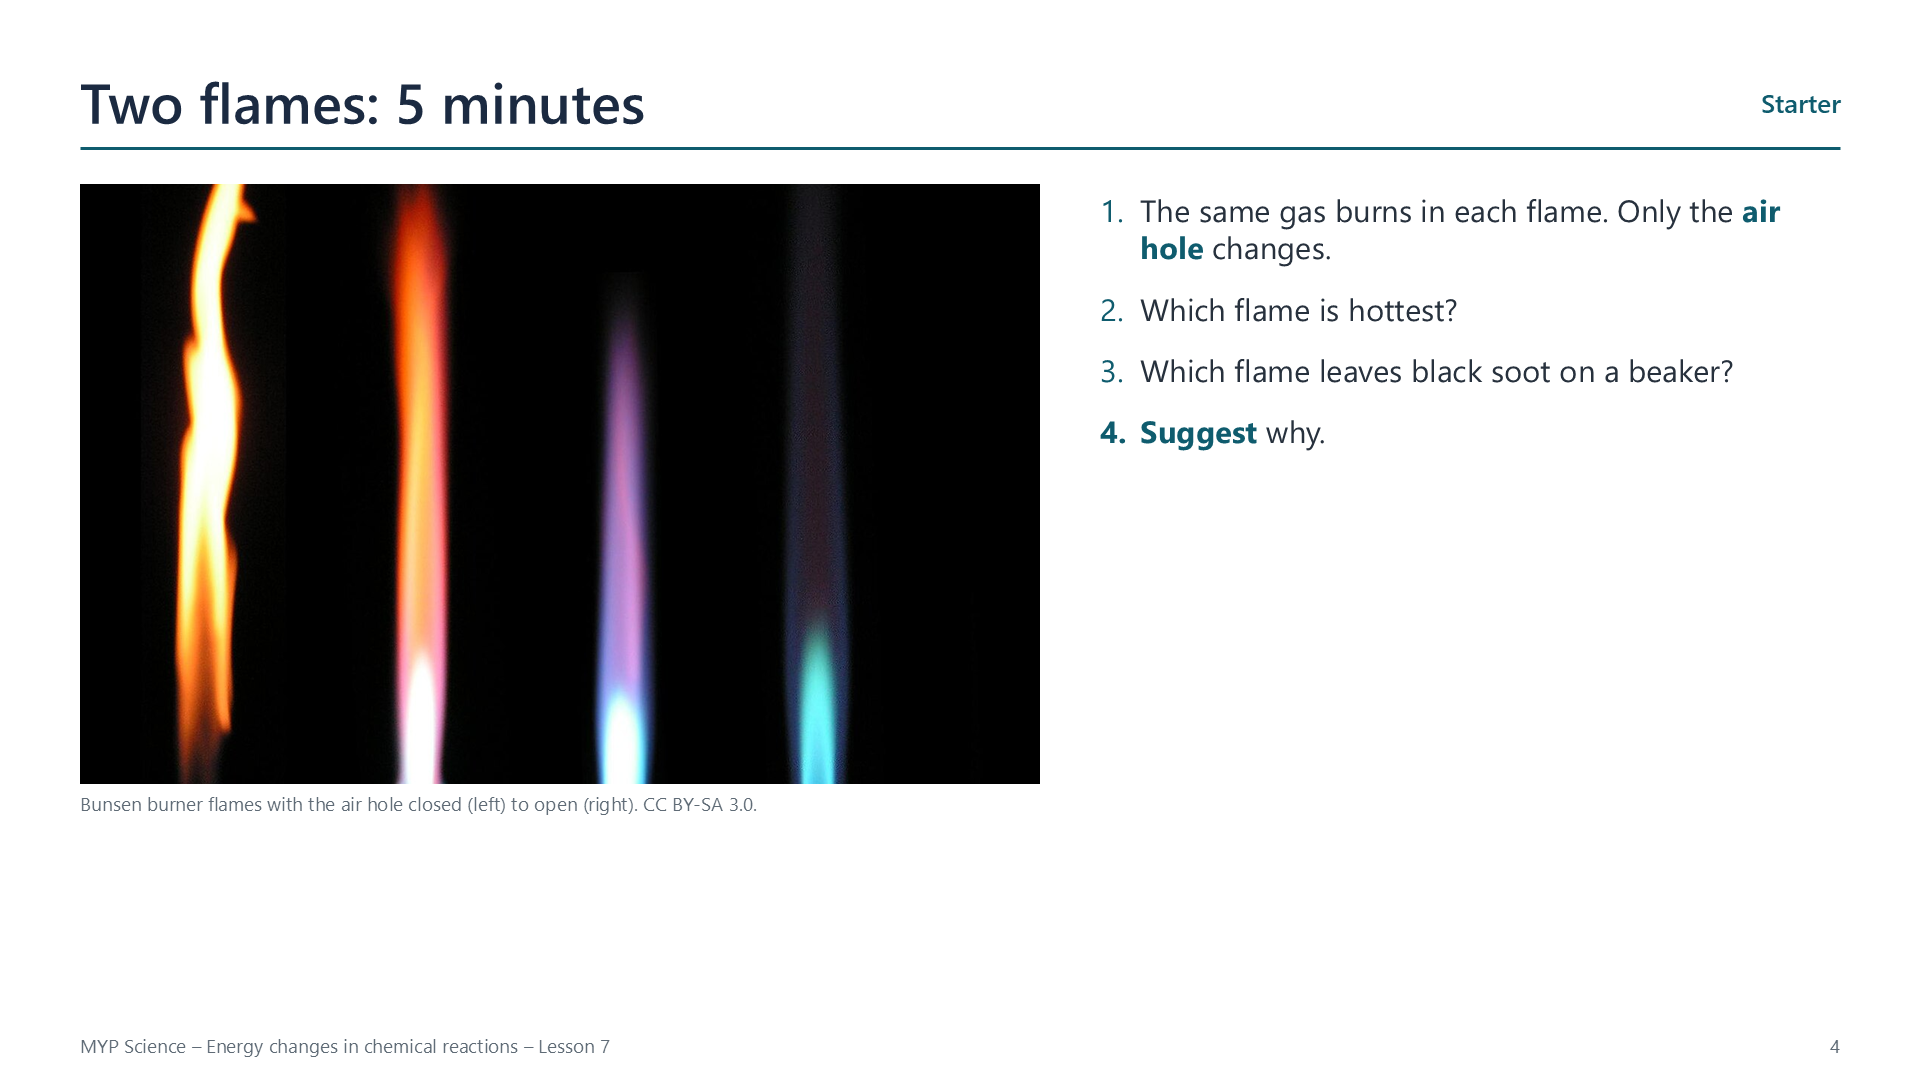 Two flames: 5 minutes
Starter
1. The same gas burns in each flame. Only the air
hole changes.
2. Which flame is hottest?
3. Which flame leaves black soot on a beaker?
4. Suggest why.
Bunsen burner flames with the air hole closed (left) to open (right). CC BY-SA 3.0.
MYP Science – Energy changes in chemical reactions – Lesson 7
4